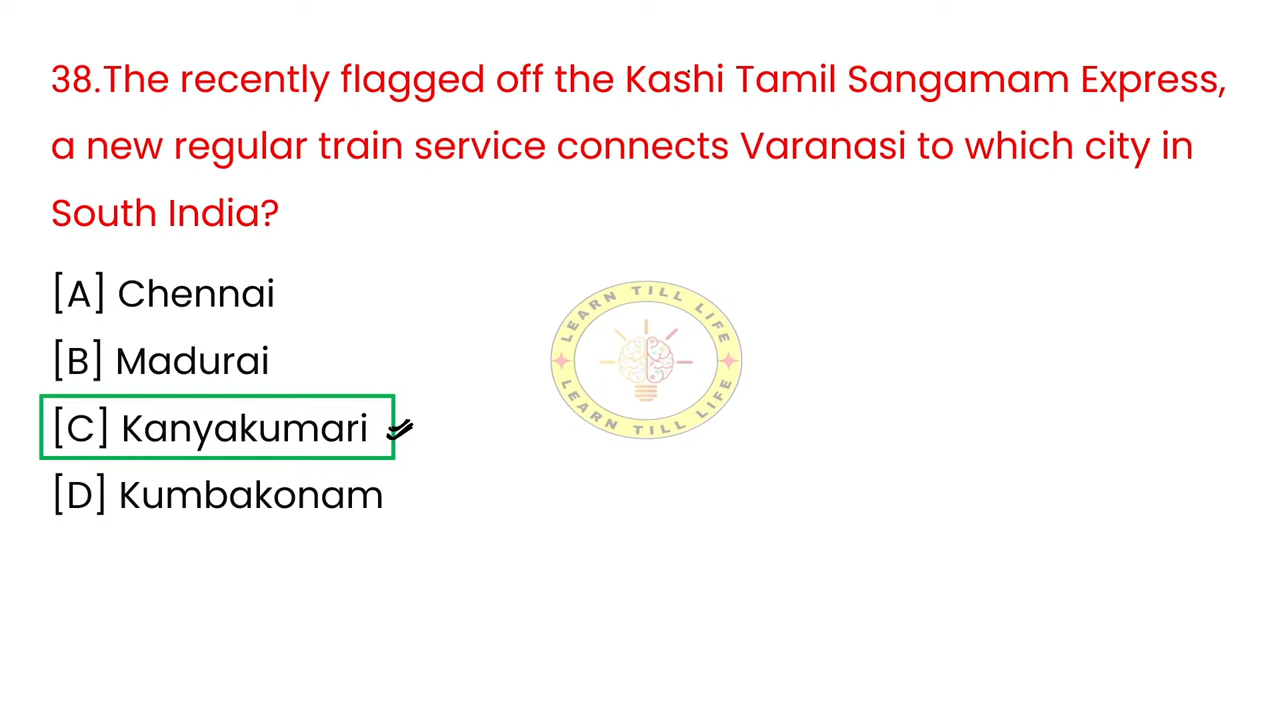 38.The recently flagged off the Kashi Tamil Sangamam Express,
a new regular train service connects Varanasi to which city in
South India?
[A] Chennai
[B] Madurai
[C] Kanyakumari
[D] Kumbakonam
LEARN TILL LIFE
LEARN TILL LIFE